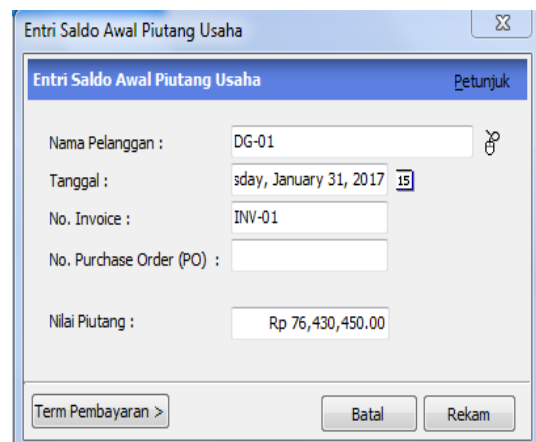 Entri Saldo Awal Piutang Usaha
Entri Saldo Awal Piutang Usaha Petunjuk
Nama Pelanggan : DG-01
Tanggal : sday, January 31, 2017 15
No. Invoice : INV-01
No. Purchase Order (PO) :
Nilai Piutang : Rp 76,430,450.00
Term Pembayaran > Batal Rekam